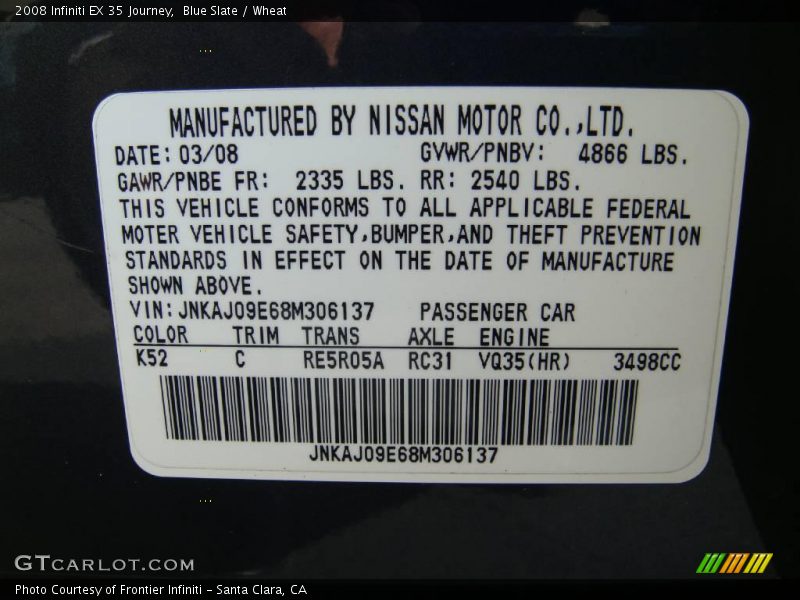 2008 Infiniti EX 35 Journey,  Blue Slate / Wheat
MANUFACTURED BY NISSAN MOTOR CO.,LTD.
DATE: 03/08 GVWR/PNBV: 4866 LBS.
GAWR/PNBE FR: 2335 LBS. RR: 2540 LBS.
THIS VEHICLE CONFORMS TO ALL APPLICABLE FEDERAL
MOTER VEHICLE SAFETY,BUMPER,AND THEFT PREVENTION
STANDARDS IN EFFECT ON THE DATE OF MANUFACTURE
SHOWN ABOVE.
VIN: JNKAJ09E68M306137 PASSENGER CAR
COLOR TRIM TRANS AXLE ENGINE
K52 C RE5R05A RC31 VQ35(HR) 3498CC
JNKAJ09E68M306137
GTCARLOT.COM
Photo Courtesy of Frontier Infiniti - Santa Clara, CA